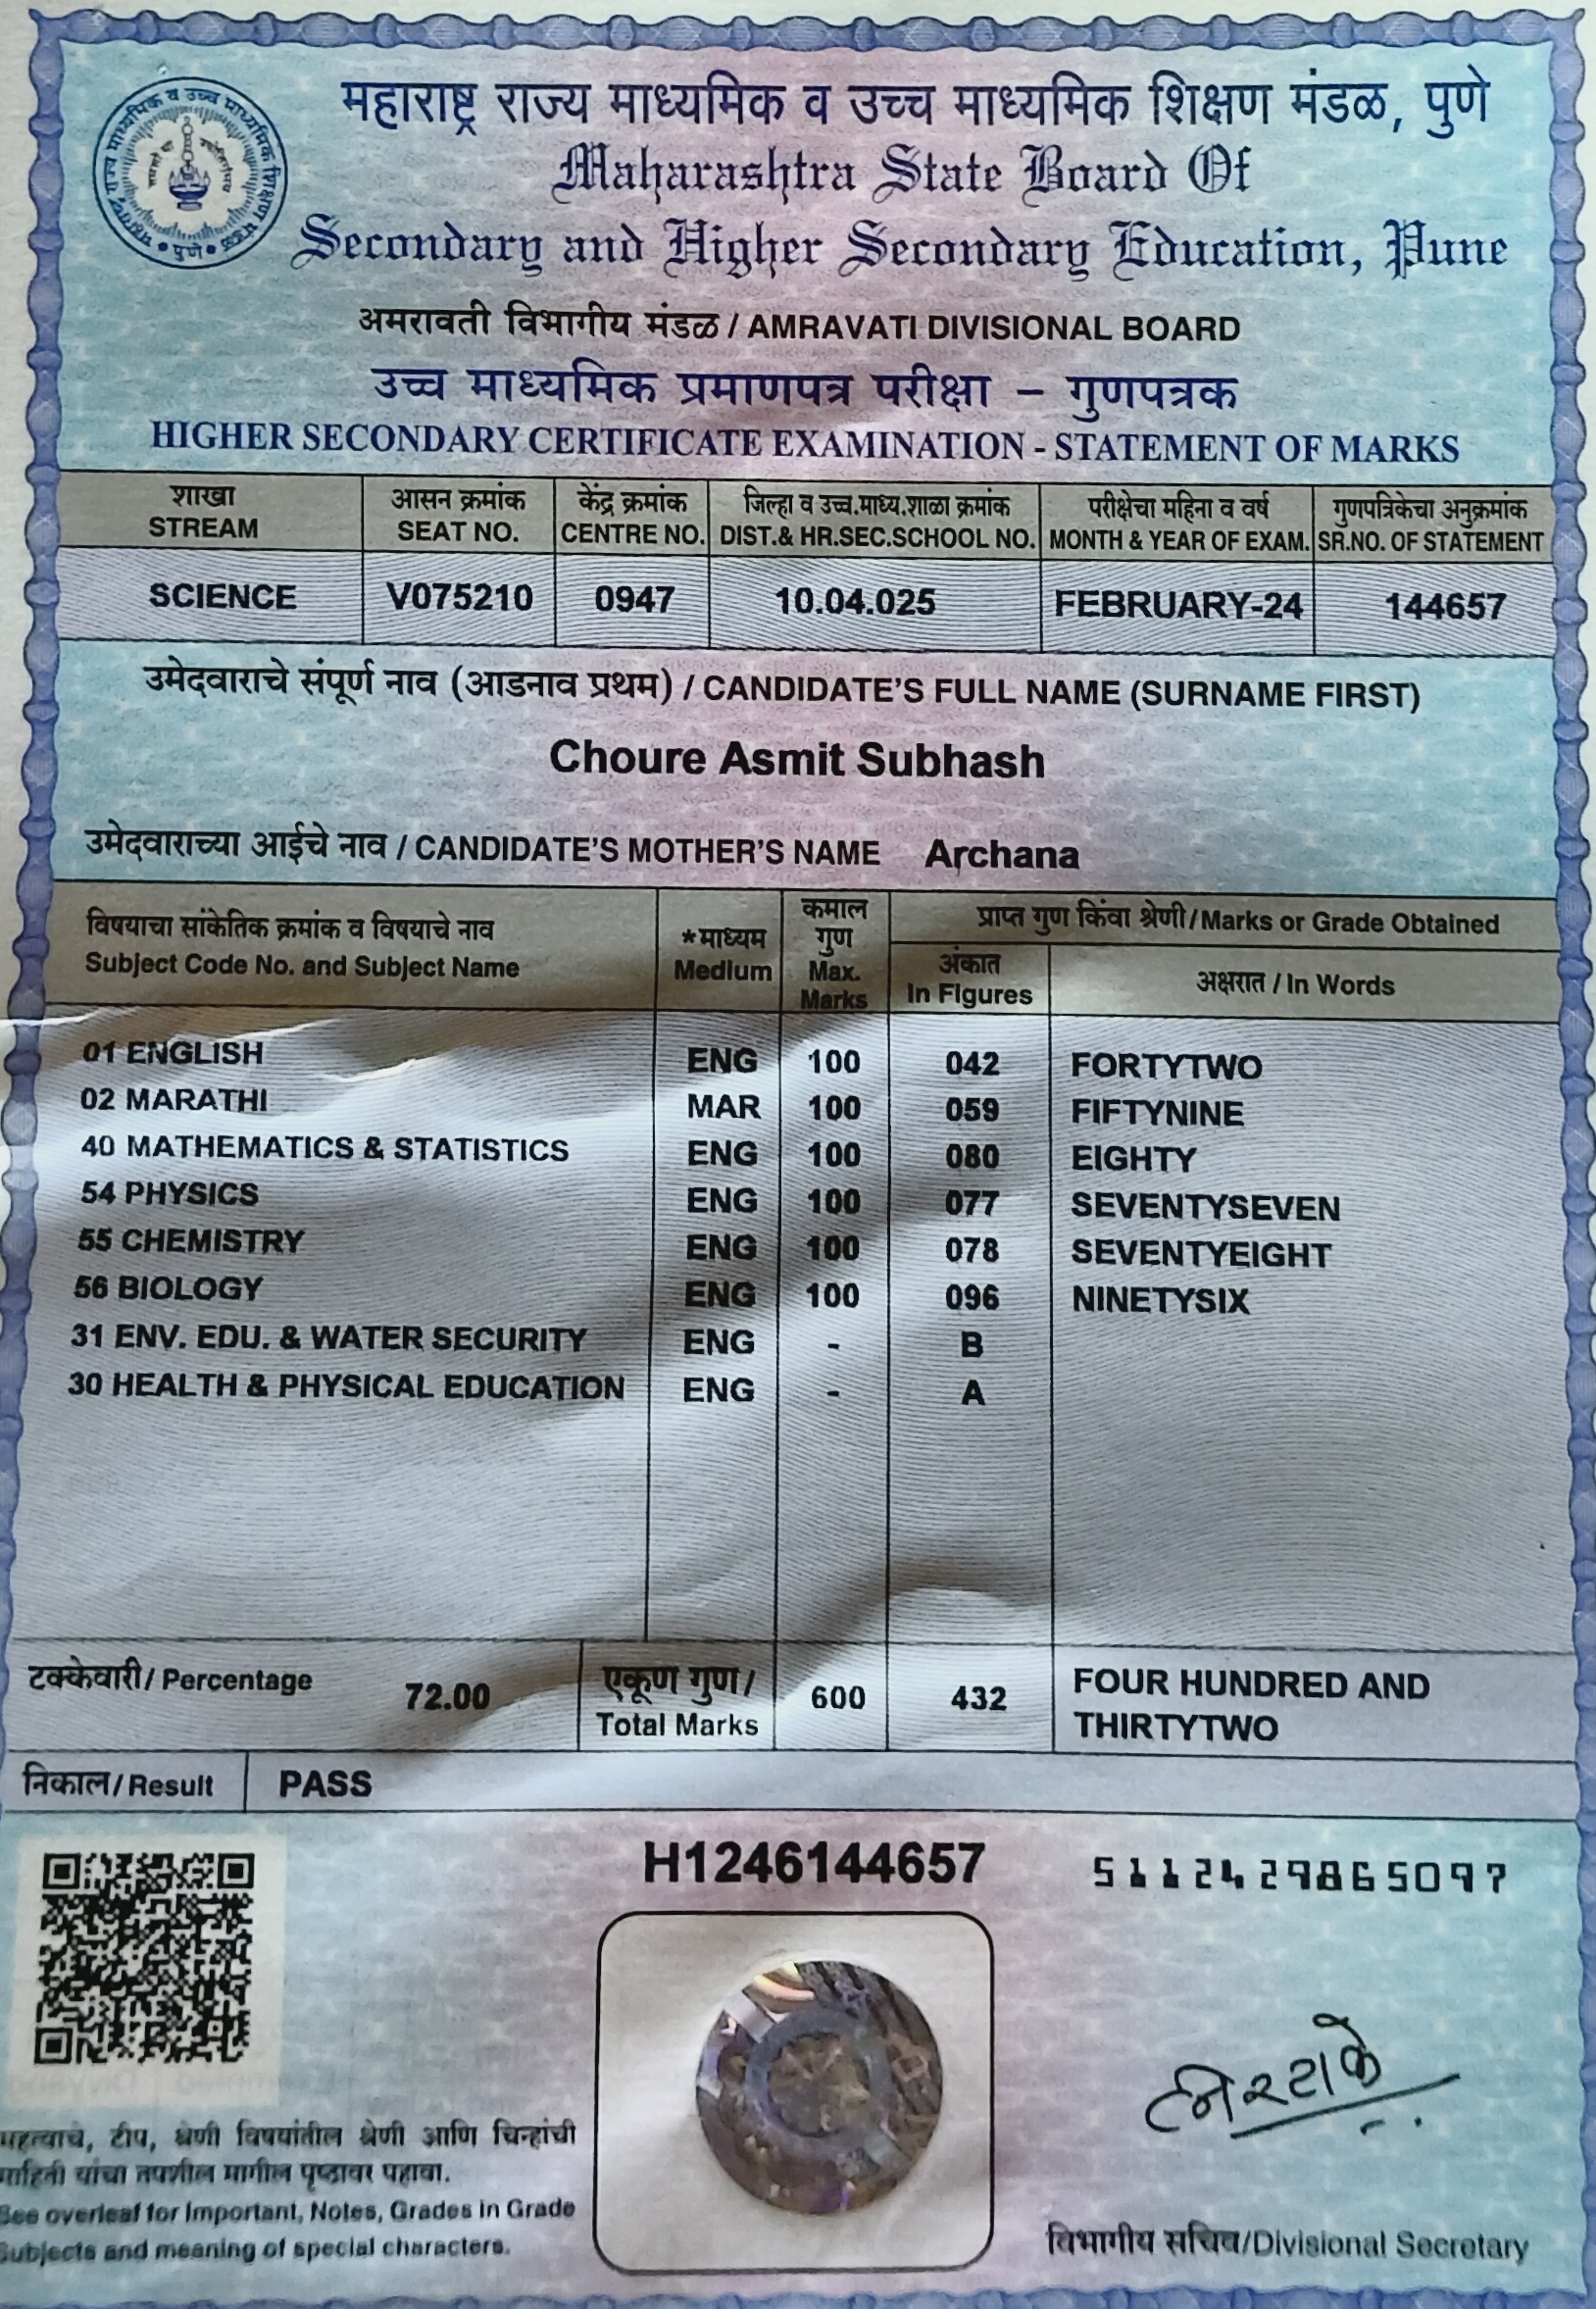 महाराष्ट्र राज्य माध्यमिक व उच्च माध्यमिक शिक्षण मंडळ, पुणे
Maharashtra State Board Of
Secondary and Higher Secondary Education, Pune
अमरावती विभागीय मंडळ / AMRAVATI DIVISIONAL BOARD
उच्च माध्यमिक प्रमाणपत्र परीक्षा – गुणपत्रक
HIGHER SECONDARY CERTIFICATE EXAMINATION - STATEMENT OF MARKS
शाखा आसन क्रमांक केंद्र क्रमांक जिल्हा व उच्च.माध्य.शाळा क्रमांक परीक्षेचा महिना व वर्ष गुणपत्रिकेचा अनुक्रमांक
STREAM SEAT NO. CENTRE NO. DIST.& HR.SEC.SCHOOL NO. MONTH & YEAR OF EXAM. SR.NO. OF STATEMENT
SCIENCE V075210 0947 10.04.025 FEBRUARY-24 144657
उमेदवाराचे संपूर्ण नाव (आडनाव प्रथम) / CANDIDATE'S FULL NAME (SURNAME FIRST)
Choure Asmit Subhash
उमेदवाराच्या आईचे नाव / CANDIDATE'S MOTHER'S NAME Archana
विषयाचा सांकेतिक क्रमांक व विषयाचे नाव
Subject Code No. and Subject Name
*माध्यम
Medium
कमाल
गुण
Max.
Marks
प्राप्त गुण किंवा श्रेणी/Marks or Grade Obtained
अंकात
In Figures
अक्षरात / In Words
01 ENGLISH ENG 100 042 FORTYTWO
02 MARATHI MAR 100 059 FIFTYNINE
40 MATHEMATICS & STATISTICS ENG 100 080 EIGHTY
54 PHYSICS ENG 100 077 SEVENTYSEVEN
55 CHEMISTRY ENG 100 078 SEVENTYEIGHT
56 BIOLOGY ENG 100 096 NINETYSIX
31 ENV. EDU. & WATER SECURITY ENG - B
30 HEALTH & PHYSICAL EDUCATION ENG - A
टक्केवारी/ Percentage 72.00
एकूण गुण/
Total Marks
600 432
FOUR HUNDRED AND
THIRTYTWO
निकाल/Result PASS
H1246144657
5112429865097
महत्वाचे, टीप, श्रेणी विषयांतील श्रेणी आणि चिन्हांची
माहिती यांचा तपशील मागील पृष्ठावर पहावा.
See overleaf for Important, Notes, Grades in Grade
Subjects and meaning of special characters.
विभागीय सचिव/Divisional Secretary